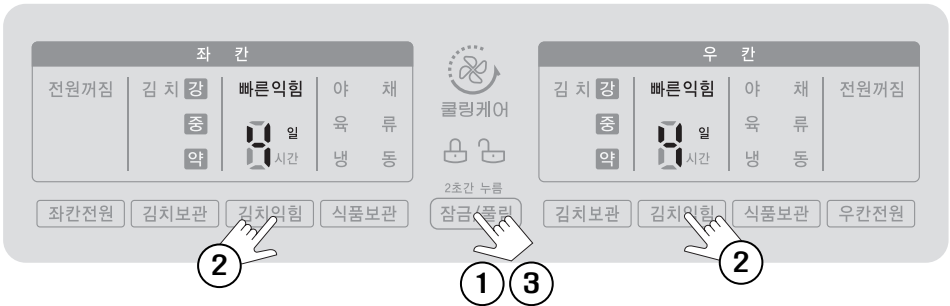 좌 칸
전원꺼짐 김치 강 빠른익힘 야 채
중 4 일 육 류
약 시간 냉 동
좌칸전원 김치보관 김치익힘 식품보관
② ②
쿨링케어
2초간 누름
잠금/풀림
① ③
우 칸
김치 강 빠른익힘 야 채 전원꺼짐
중 4 일 육 류
약 시간 냉 동
김치보관 김치익힘 식품보관 우칸전원